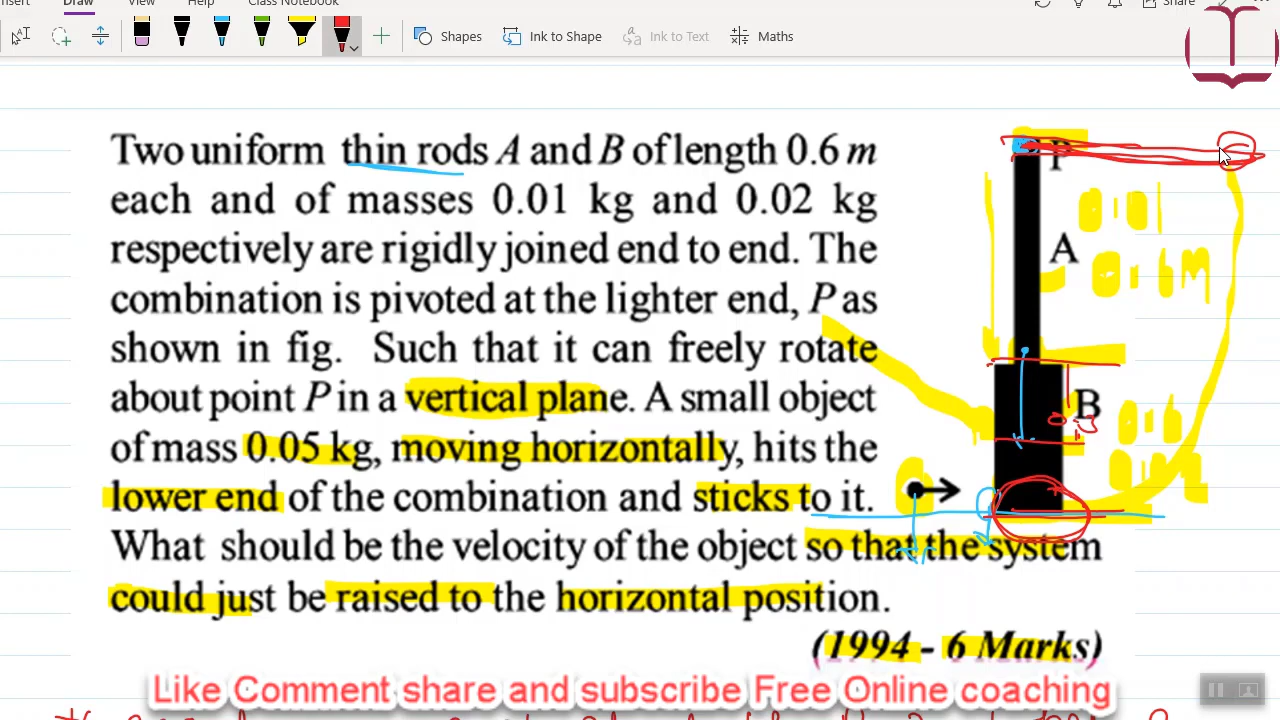 Draw View Help Class Notebook
Share
Shapes Ink to Shape Ink to Text Maths
Two uniform thin rods A and B of length 0.6 m
each and of masses 0.01 kg and 0.02 kg
respectively are rigidly joined end to end. The
combination is pivoted at the lighter end, P as
shown in fig. Such that it can freely rotate
about point P in a vertical plane. A small object
of mass 0.05 kg, moving horizontally, hits the
lower end of the combination and sticks to it.
What should be the velocity of the object so that the system
could just be raised to the horizontal position.
(1994 - 6 Marks)
P
A
0.01
0.6M
B
0.3
Like Comment share and subscribe Free Online coaching